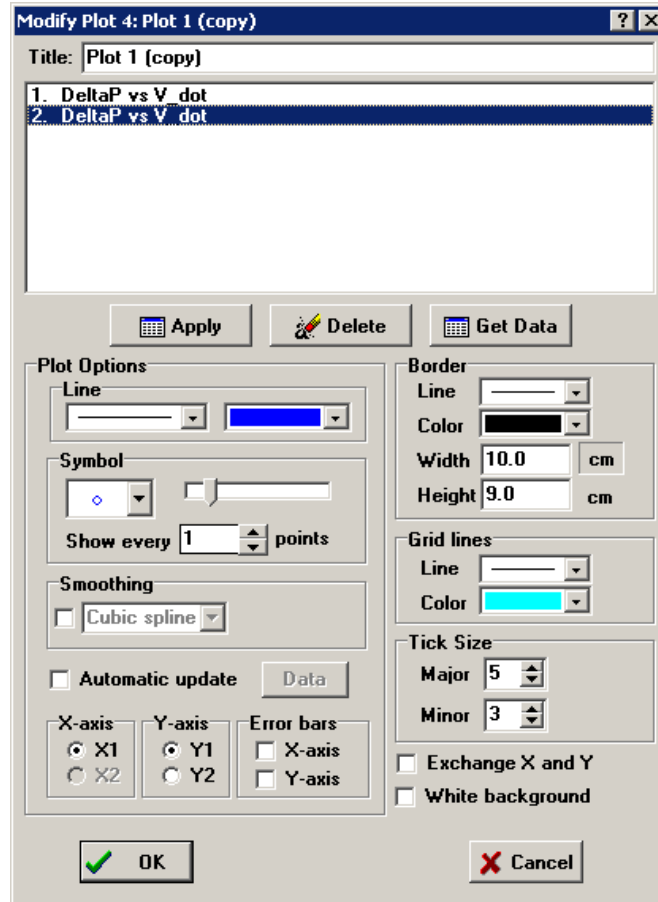 Modify Plot 4: Plot 1 (copy)
Title: Plot 1 (copy)
1. DeltaP vs V_dot
2. DeltaP vs V_dot
Apply Delete Get Data
Plot Options
Line
Symbol
Show every 1 points
Smoothing
Cubic spline
Automatic update Data
X-axis
X1
X2
Y-axis
Y1
Y2
Error bars
X-axis
Y-axis
Border
Line
Color
Width 10.0 cm
Height 9.0 cm
Grid lines
Line
Color
Tick Size
Major 5
Minor 3
Exchange X and Y
White background
OK Cancel